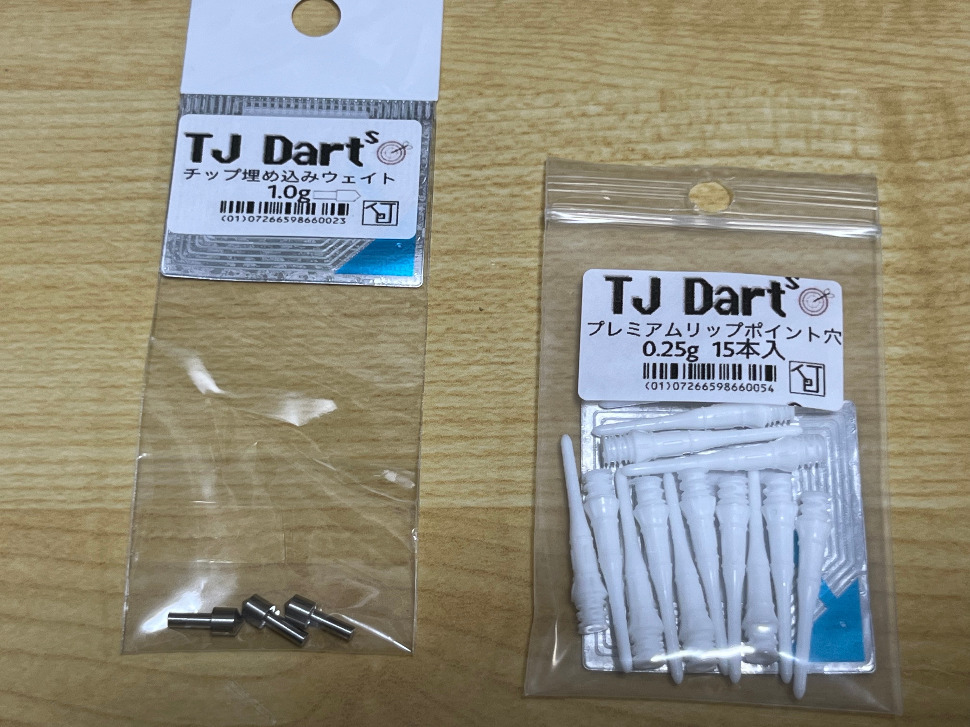 TJ Darts
チップ埋め込みウェイト
1.0g
(01)07266598660023
TJ Darts
プレミアムリップポイント穴
0.25g 15本入
(01)07266598660054